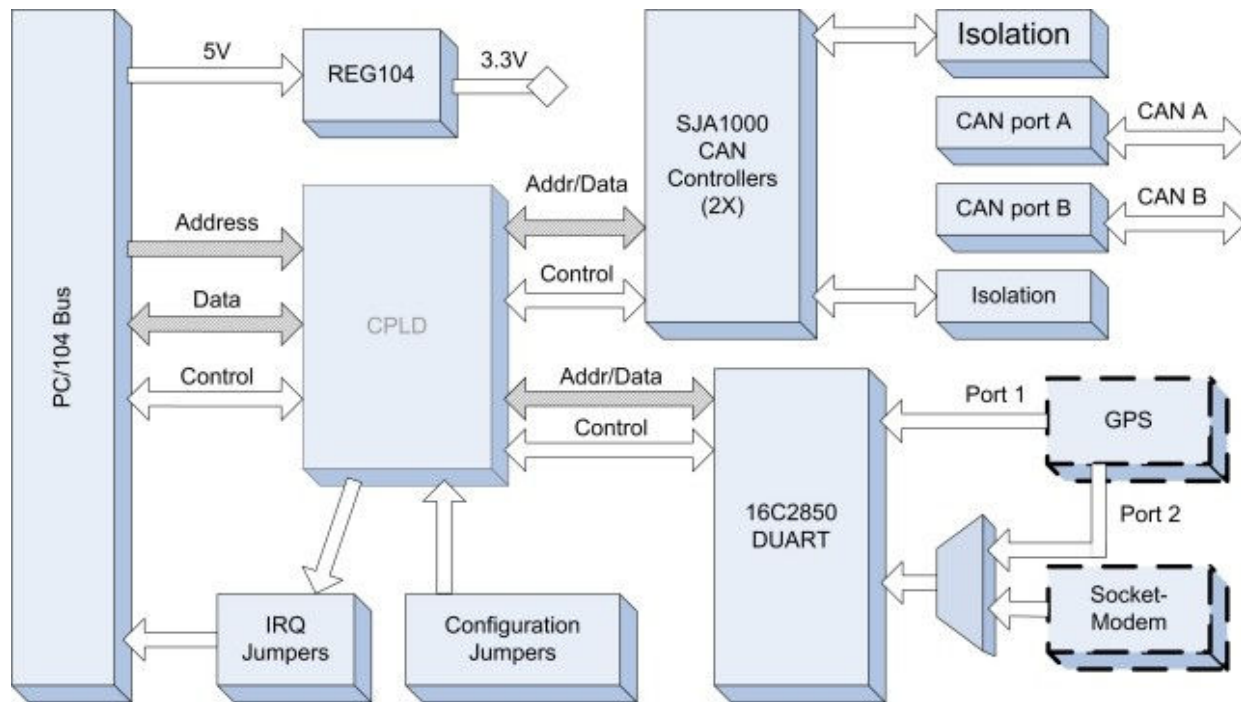 5V
REG104
3.3V
SJA1000
CAN
Controllers
(2X)
Isolation
CAN port A
CAN A
CAN port B
CAN B
Isolation
PC/104 Bus
Address
Data
Control
CPLD
Addr/Data
Control
Addr/Data
Control
16C2850
DUART
Port 1
GPS
Port 2
Socket-
Modem
IRQ
Jumpers
Configuration
Jumpers